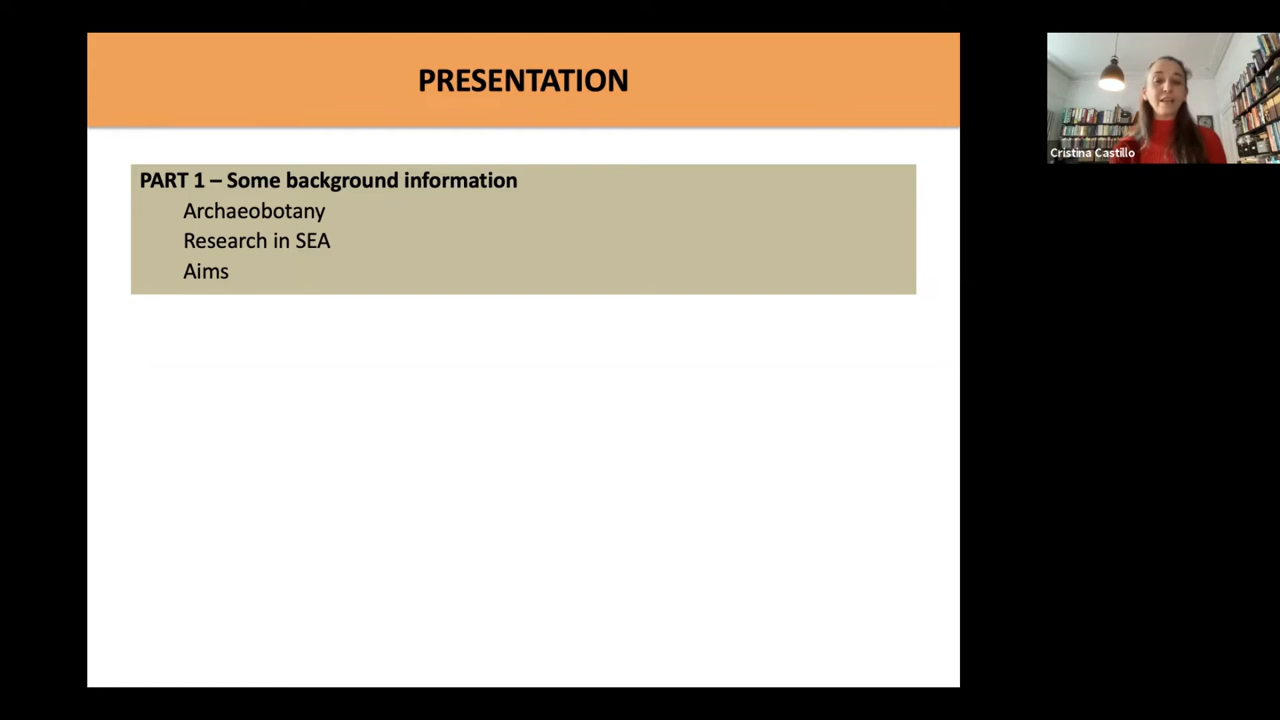 PRESENTATION
PART 1 – Some background information
Archaeobotany
Research in SEA
Aims
Cristina Castillo